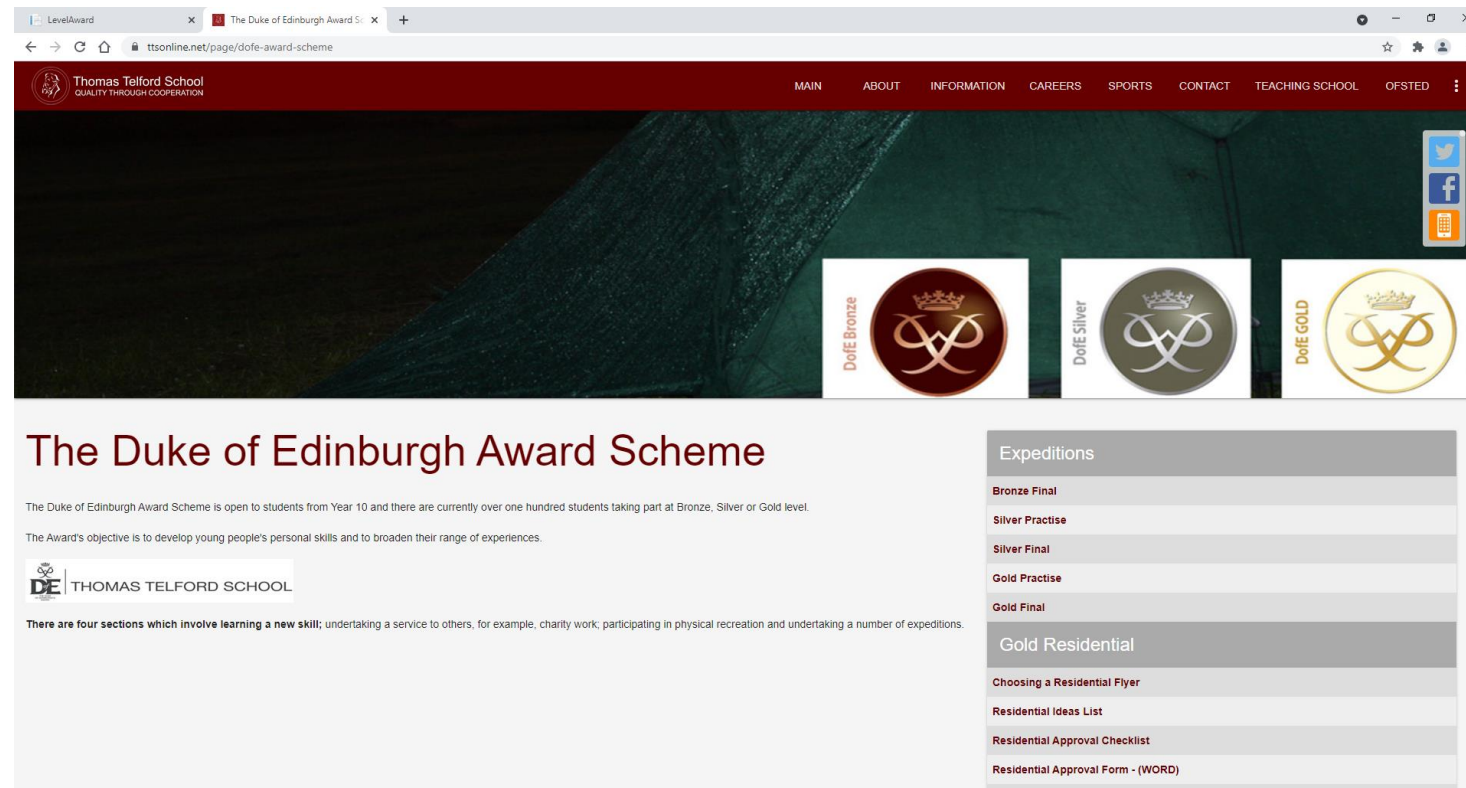 LevelAward
The Duke of Edinburgh Award Sc
ttsonline.net/page/dofe-award-scheme
Thomas Telford School
QUALITY THROUGH COOPERATION
MAIN ABOUT INFORMATION CAREERS SPORTS CONTACT TEACHING SCHOOL OFSTED
DofE Bronze
DofE Silver
DofE GOLD
The Duke of Edinburgh Award Scheme
The Duke of Edinburgh Award Scheme is open to students from Year 10 and there are currently over one hundred students taking part at Bronze, Silver or Gold level.
The Award's objective is to develop young people's personal skills and to broaden their range of experiences.
DE THOMAS TELFORD SCHOOL
There are four sections which involve learning a new skill; undertaking a service to others, for example, charity work; participating in physical recreation and undertaking a number of expeditions.
Expeditions
Bronze Final
Silver Practise
Silver Final
Gold Practise
Gold Final
Gold Residential
Choosing a Residential Flyer
Residential Ideas List
Residential Approval Checklist
Residential Approval Form - (WORD)